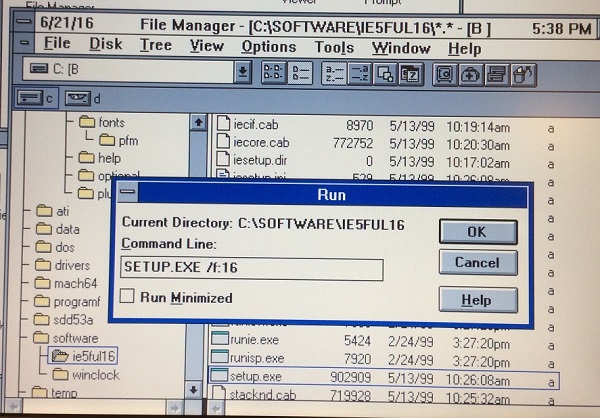 File Manager
Viewer
Prompt
6/21/16 File Manager - [C:\SOFTWARE\IE5FUL16\*.* - [B ] 5:38 PM
File Disk Tree View Options Tools Window Help
C: [B
c d
fonts
pfm
help
optional
ati
data
dos
drivers
mach64
programf
sdd53a
software
ie5ful16
winclock
temp
iecif.cab 8970 5/13/99 10:19:14am a
iecore.cab 772752 5/13/99 10:20:30am a
iesetup.dir 0 5/13/99 10:17:02am a
iesetup.ini 529 5/13/99 10:26:08am a
Run
Current Directory: C:\SOFTWARE\IE5FUL16
Command Line:
SETUP.EXE /f:16
Run Minimized
OK
Cancel
Help
runie.exe 5424 2/24/99 3:27:20pm a
runisp.exe 7920 2/24/99 3:27:20pm a
setup.exe 902909 5/13/99 10:26:08am a
stacknd.cab 719928 5/13/99 10:25:32am a